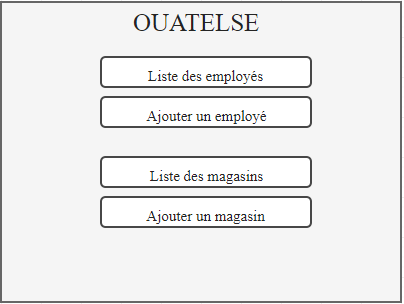 OUATELSE
Liste des employés
Ajouter un employé
Liste des magasins
Ajouter un magasin